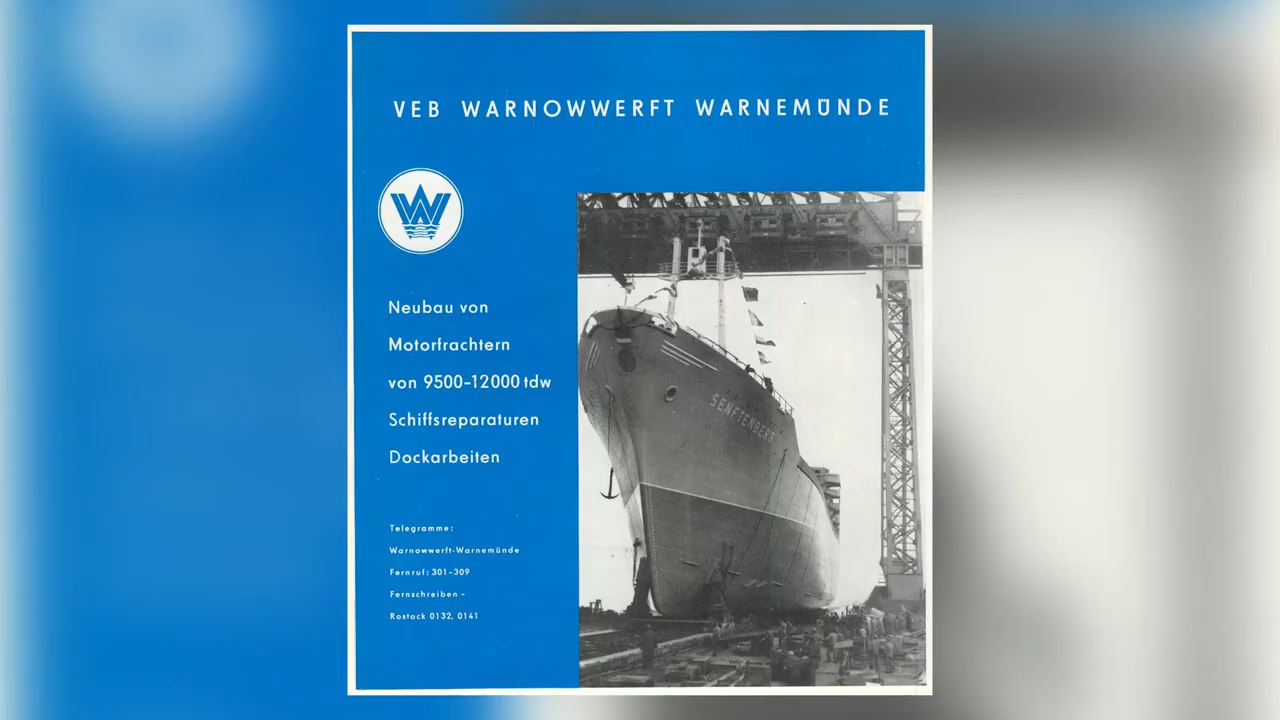 VEB WARNOWWERFT WARNEMÜNDE
Neubau von
Motorfrachtern
von 9500-12000 tdw
Schiffsreparaturen
Dockarbeiten
Telegramme:
Warnowwerft-Warnemünde
Fernruf: 301-309
Fernschreiben -
Rostock 0132, 0141
SENFTENBERG